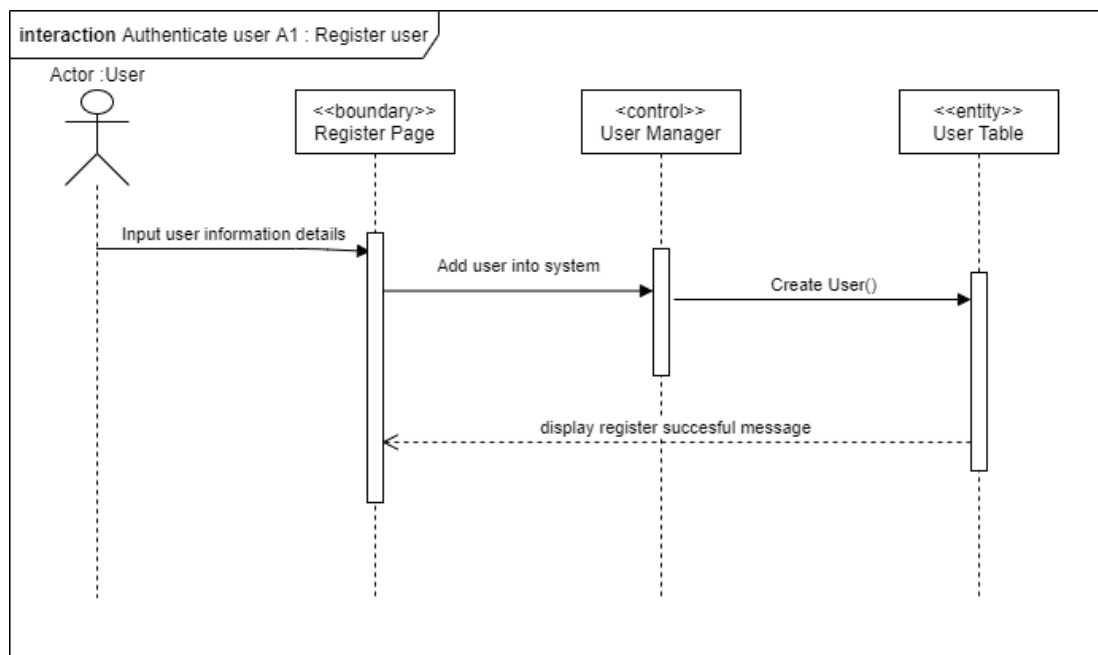 interaction Authenticate user A1 : Register user
Actor :User
<<boundary>>
Register Page
<control>>
User Manager
<<entity>>
User Table
Input user information details
Add user into system
Create User()
display register succesful message